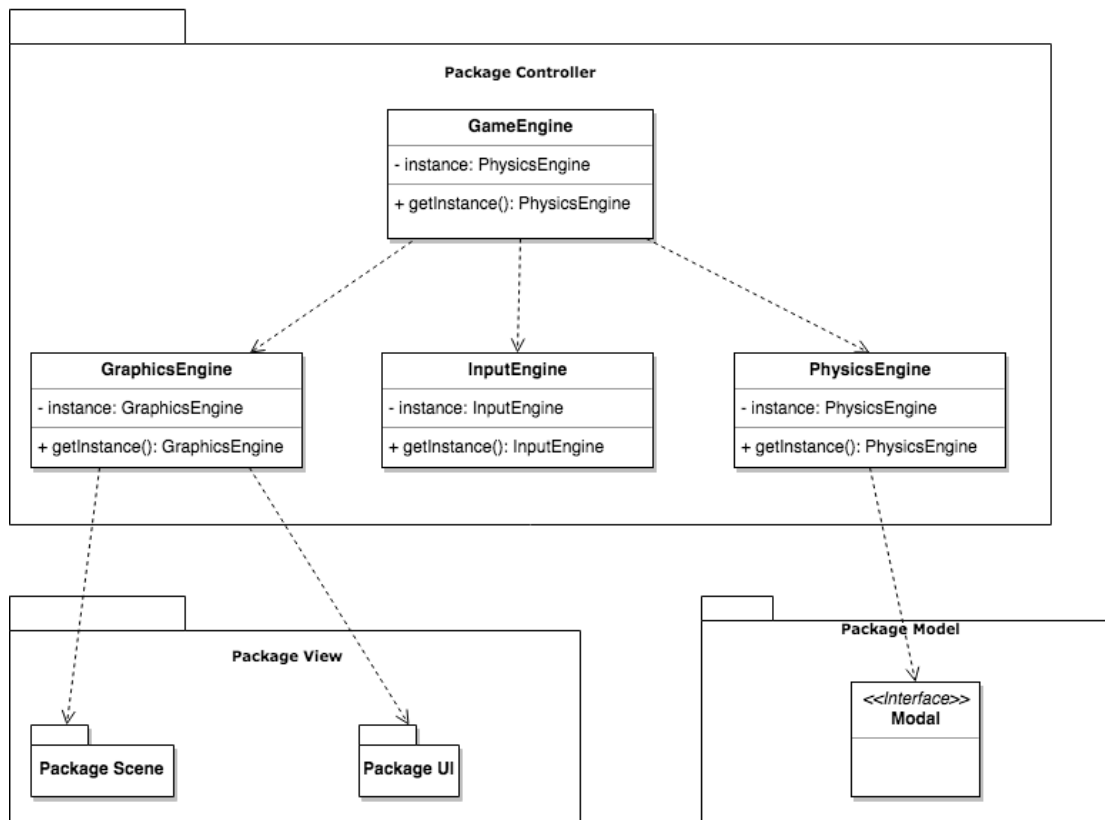 Package Controller
GameEngine
- instance: PhysicsEngine
+ getInstance(): PhysicsEngine
GraphicsEngine
- instance: GraphicsEngine
+ getInstance(): GraphicsEngine
InputEngine
- instance: InputEngine
+ getInstance(): InputEngine
PhysicsEngine
- instance: PhysicsEngine
+ getInstance(): PhysicsEngine
Package View
Package Scene
Package UI
Package Model
<<Interface>>
Modal